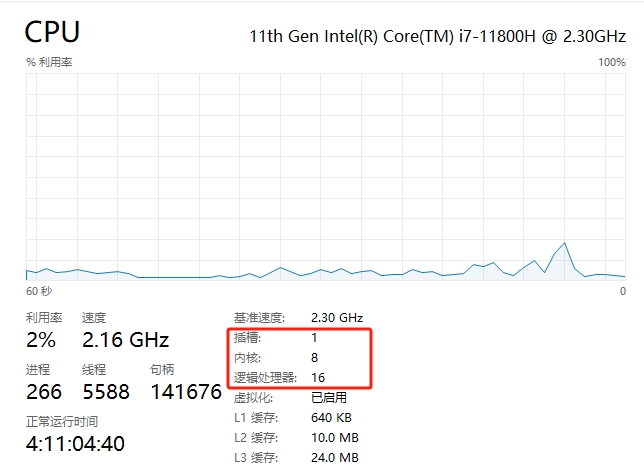 CPU
11th Gen Intel(R) Core(TM) i7-11800H @ 2.30GHz
% 利用率
100%
60 秒
0
利用率 速度
2% 2.16 GHz
进程 线程 句柄
266 5588 141676
正常运行时间
4:11:04:40
基准速度: 2.30 GHz
插槽: 1
内核: 8
逻辑处理器: 16
虚拟化: 已启用
L1 缓存: 640 KB
L2 缓存: 10.0 MB
L3 缓存: 24.0 MB